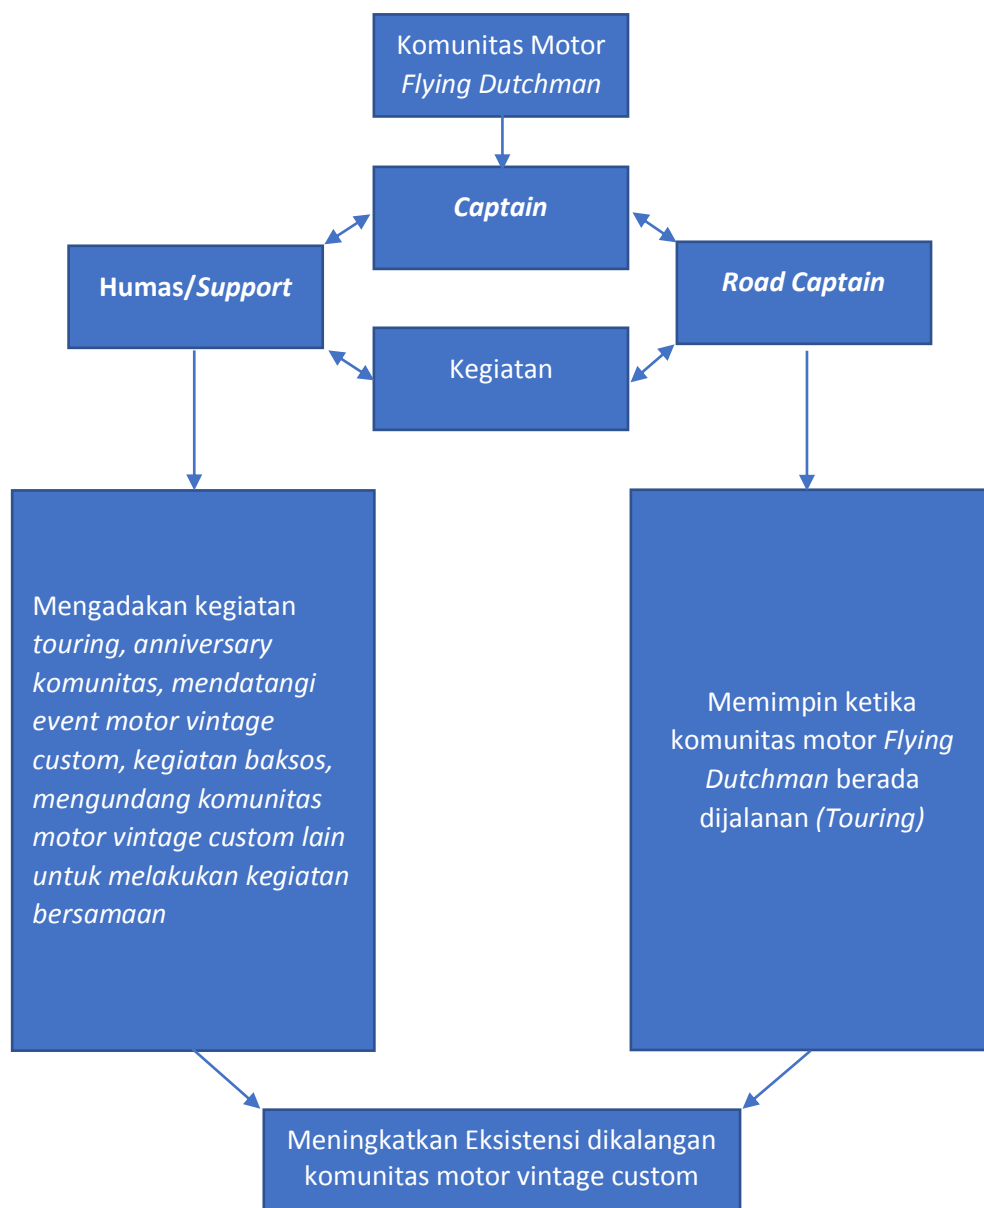 Komunitas Motor
Flying Dutchman
Captain
Humas/Support
Road Captain
Kegiatan
Mengadakan kegiatan
touring, anniversary
komunitas, mendatangi
event motor vintage
custom, kegiatan baksos,
mengundang komunitas
motor vintage custom lain
untuk melakukan kegiatan
bersamaan
Memimpin ketika
komunitas motor Flying
Dutchman berada
dijalanan (Touring)
Meningkatkan Eksistensi dikalangan
komunitas motor vintage custom